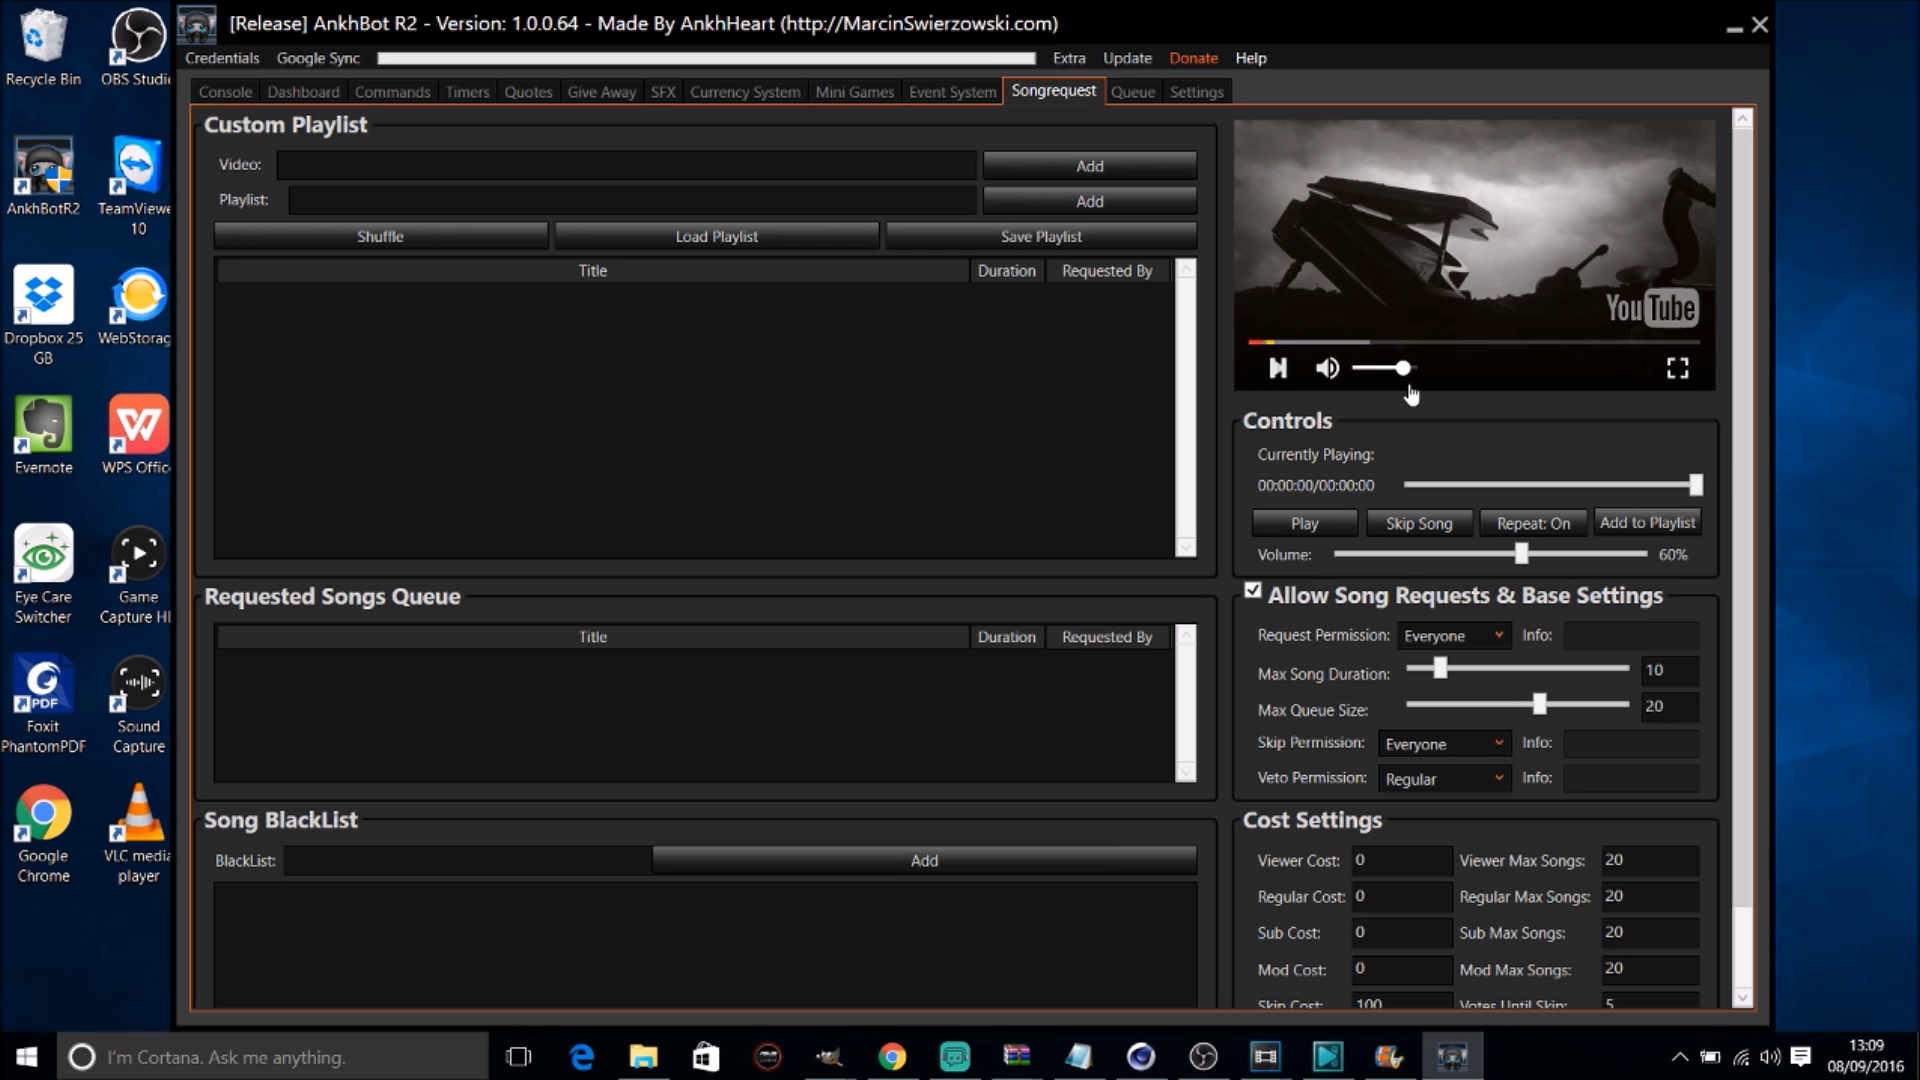 [Release] AnkhBot R2 - Version: 1.0.0.64 - Made By AnkhHeart (http://MarcinSwierzowski.com)
Credentials Google Sync Extra Update Donate Help
Console Dashboard Commands Timers Quotes Give Away SFX Currency System Mini Games Event System Songrequest Queue Settings
Custom Playlist
Video: Add
Playlist: Add
Shuffle Load Playlist Save Playlist
Title Duration Requested By
Requested Songs Queue
Title Duration Requested By
Song BlackList
BlackList: Add
YouTube
Controls
Currently Playing:
00:00:00/00:00:00
Play Skip Song Repeat: On Add to Playlist
Volume: 60%
Allow Song Requests & Base Settings
Request Permission: Everyone Info:
Max Song Duration: 10
Max Queue Size: 20
Skip Permission: Everyone Info:
Veto Permission: Regular Info:
Cost Settings
Viewer Cost: 0 Viewer Max Songs: 20
Regular Cost: 0 Regular Max Songs: 20
Sub Cost: 0 Sub Max Songs: 20
Mod Cost: 0 Mod Max Songs: 20
Skip Cost: 100 Votes Until Skip: 5
Recycle Bin
OBS Studi
AnkhBotR2
TeamViewe
10
Dropbox 25
GB
WebStorag
Evernote
WPS Offic
Eye Care
Switcher
Game
Capture H
Foxit
PhantomPDF
Sound
Capture
Google
Chrome
VLC medi
player
I'm Cortana. Ask me anything.
13:09
08/09/2016